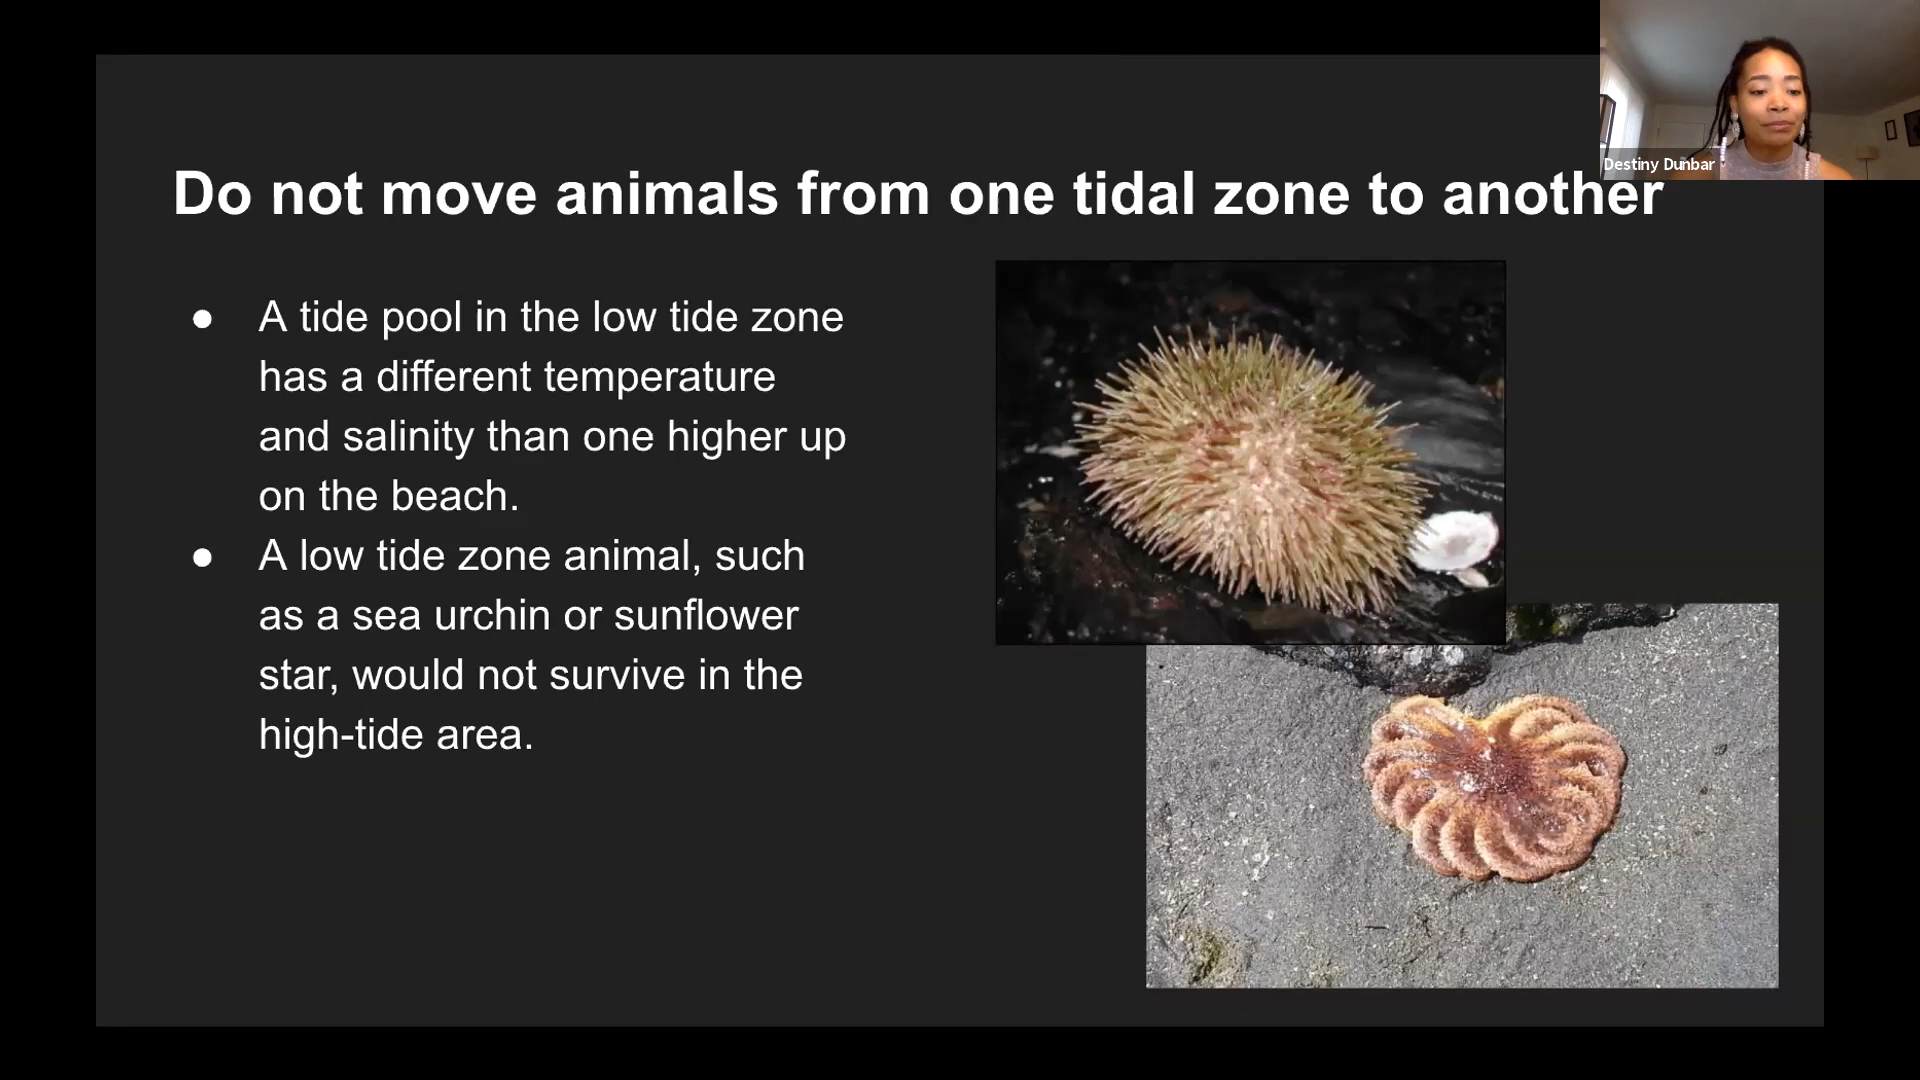 Destiny Dunbar
Do not move animals from one tidal zone to another
● A tide pool in the low tide zone
has a different temperature
and salinity than one higher up
on the beach.
● A low tide zone animal, such
as a sea urchin or sunflower
star, would not survive in the
high-tide area.